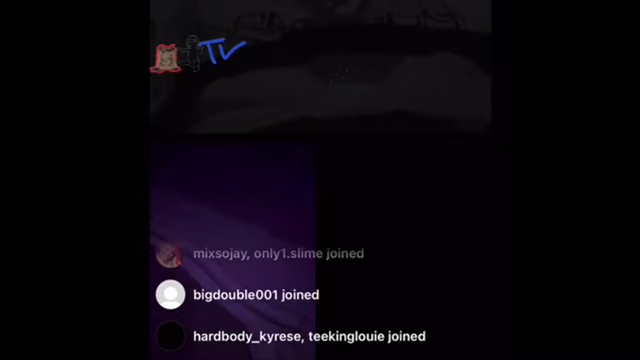 TV
mixsojay, only1.slime joined
bigdouble001 joined
hardbody_kyrese, teekinglouie joined